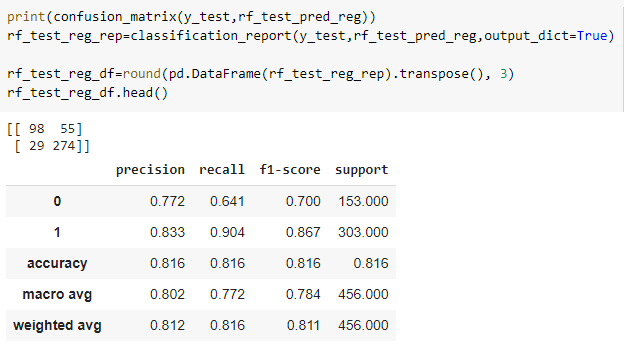 print(confusion_matrix(y_test,rf_test_pred_reg))
rf_test_reg_rep=classification_report(y_test,rf_test_pred_reg,output_dict=True)
rf_test_reg_df=round(pd.DataFrame(rf_test_reg_rep).transpose(), 3)
rf_test_reg_df.head()
[[ 98  55]
 [ 29 274]]
precision recall f1-score support
0 0.772 0.641 0.700 153.000
1 0.833 0.904 0.867 303.000
accuracy 0.816 0.816 0.816 0.816
macro avg 0.802 0.772 0.784 456.000
weighted avg 0.812 0.816 0.811 456.000